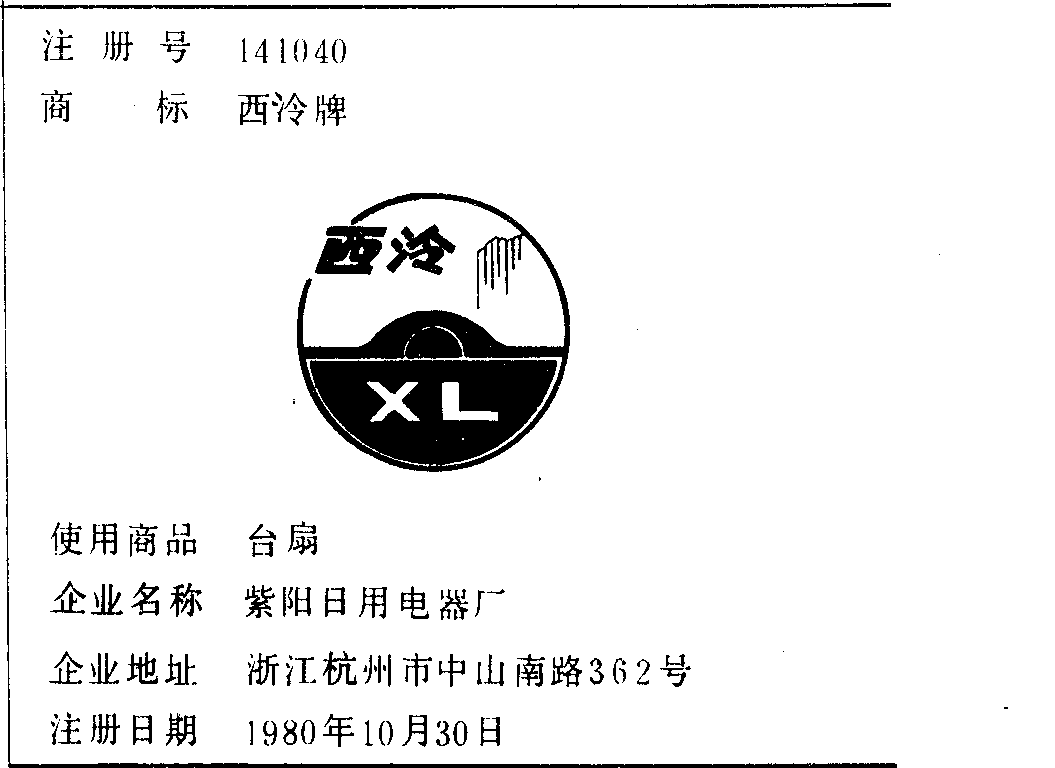 注册号 141040
商标 西泠牌
西泠
XL
使用商品 台扇
企业名称 紫阳日用电器厂
企业地址 浙江杭州市中山南路362号
注册日期 1980年10月30日